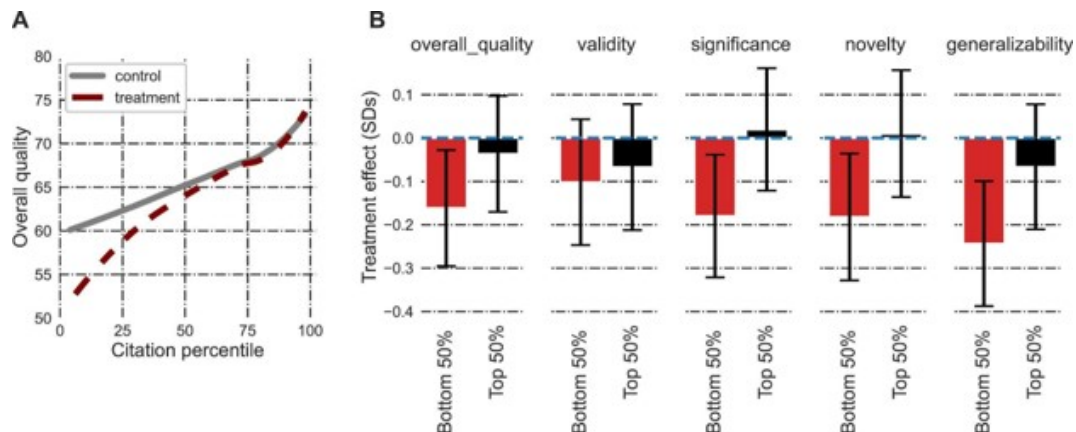 A
80
75
70
65
60
55
50
Overall quality
control
treatment
0 25 50 75 100
Citation percentile
B
overall_quality validity significance novelty generalizability
0.1
0.0
−0.1
−0.2
−0.3
−0.4
Treatment effect (SDs)
Bottom 50% Top 50% Bottom 50% Top 50% Bottom 50% Top 50% Bottom 50% Top 50% Bottom 50% Top 50%